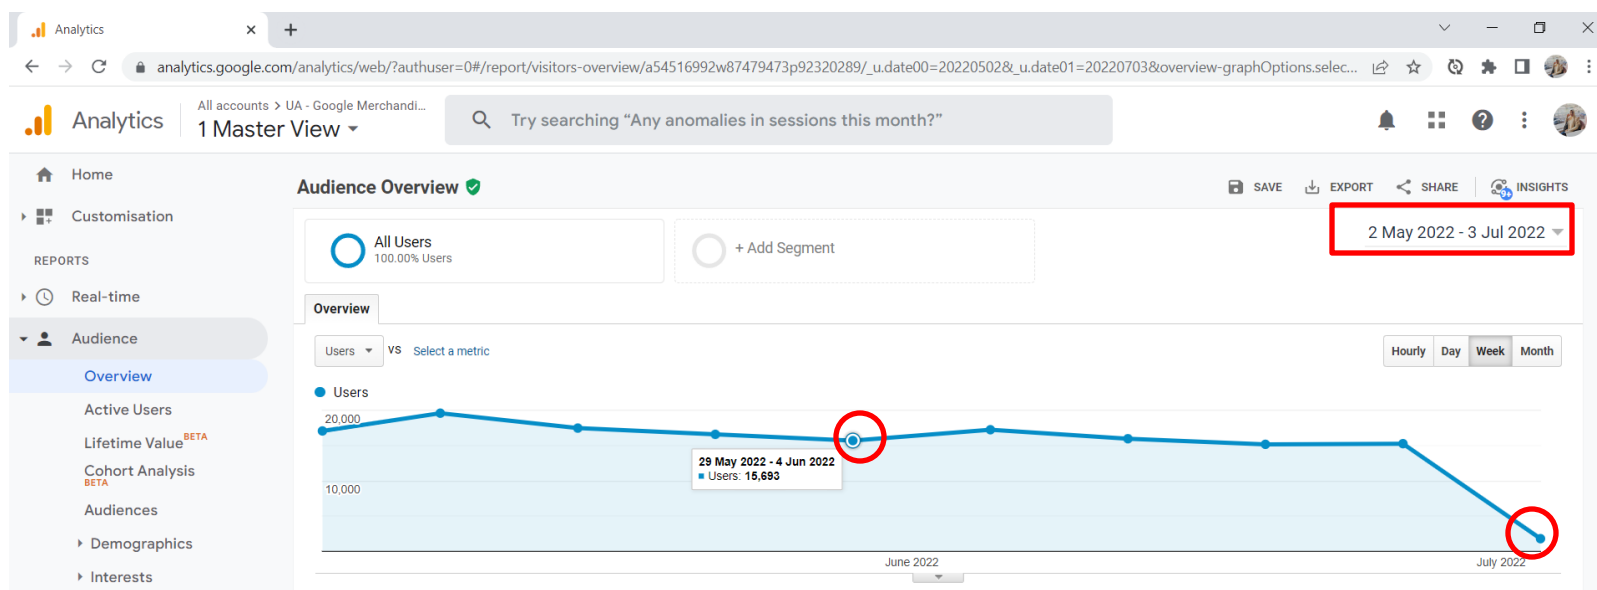 Analytics
analytics.google.com/analytics/web/?authuser=0#/report/visitors-overview/a54516992w87479473p92320289/_u.date00=20220502&_u.date01=20220703&overview-graphOptions.selec...
Analytics
All accounts > UA - Google Merchandi...
1 Master View
Try searching “Any anomalies in sessions this month?”
Home
Customisation
REPORTS
Real-time
Audience
Overview
Active Users
Lifetime Value BETA
Cohort Analysis
BETA
Audiences
Demographics
Interests
Audience Overview
SAVE
EXPORT
SHARE
9+
INSIGHTS
2 May 2022 - 3 Jul 2022
All Users
100.00% Users
+ Add Segment
Overview
Users
VS
Select a metric
Hourly
Day
Week
Month
Users
20,000
10,000
29 May 2022 - 4 Jun 2022
Users: 15,693
June 2022
July 2022